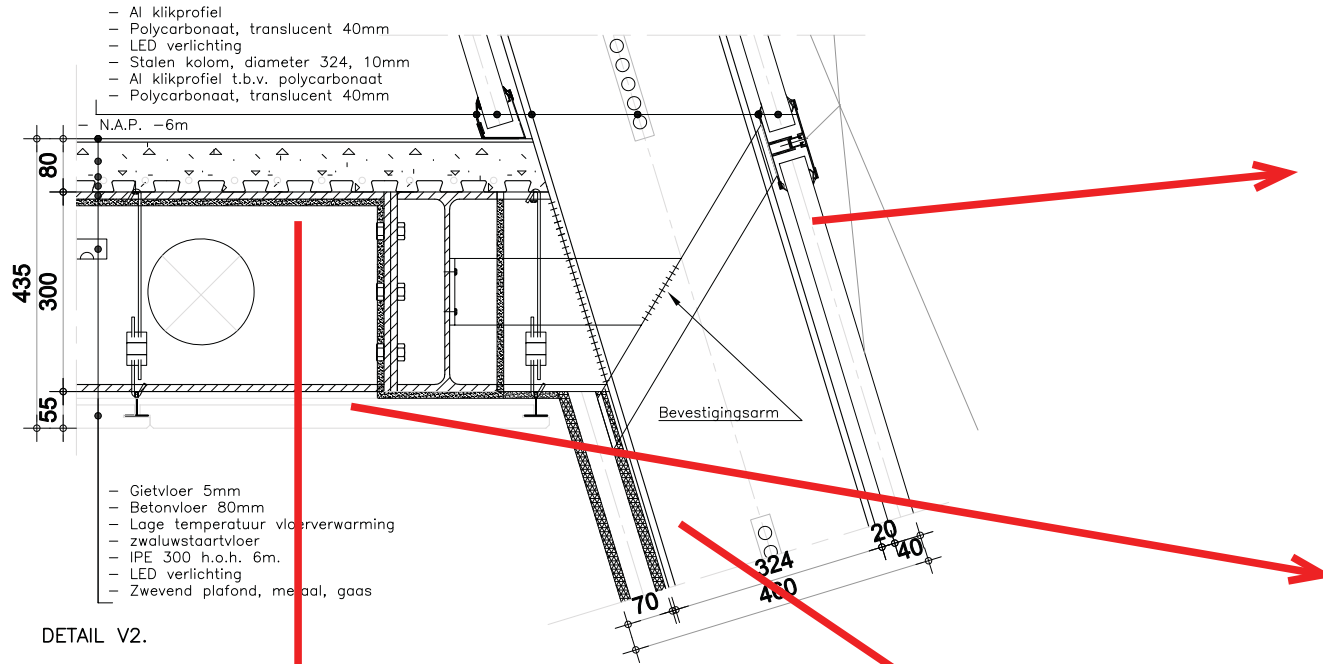 - Al klikprofiel
- Polycarbonaat, translucent 40mm
- LED verlichting
- Stalen kolom, diameter 324, 10mm
- Al klikprofiel t.b.v. polycarbonaat
- Polycarbonaat, translucent 40mm
- N.A.P. -6m
80
435
300
55
Bevestigingsarm
- Gietvloer 5mm
- Betonvloer 80mm
- Lage temperatuur vloerverwarming
- zwaluwstaartvloer
- IPE 300 h.o.h. 6m.
- LED verlichting
- Zwevend plafond, metaal, gaas
20
40
324
460
70
DETAIL V2.